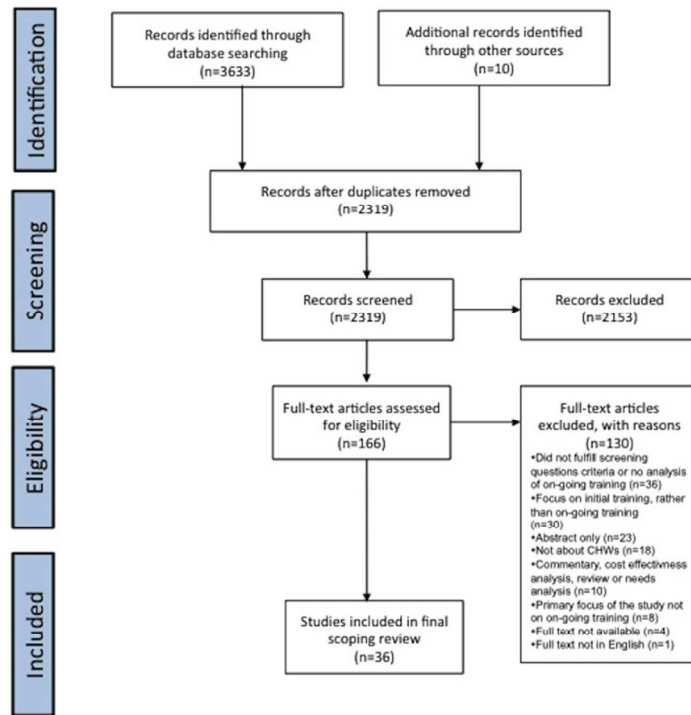 Identification
Records identified through
database searching
(n=3633)
Additional records identified
through other sources
(n=10)
Screening
Records after duplicates removed
(n=2319)
Records screened
(n=2319)
Records excluded
(n=2153)
Eligibility
Full-text articles assessed
for eligibility
(n=166)
Full-text articles
excluded, with reasons
(n=130)
•Did not fulfill screening
questions criteria or no analysis
of on-going training (n=36)
•Focus on initial training, rather
than on-going training
(n=30)
•Abstract only (n=23)
•Not about CHWs (n=18)
•Commentary, cost effectivness
analysis, review or needs
analysis (n=10)
•Primary focus of the study not
on on-going training (n=8)
•Full text not available (n=4)
•Full text not in English (n=1)
Included
Studies included in final
scoping review
(n=36)